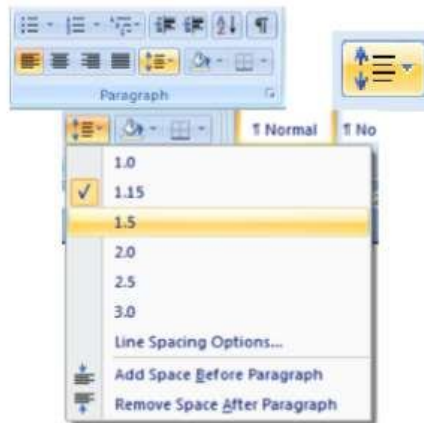 Paragraph
¶ Normal ¶ No
1.0
1.15
1.5
2.0
2.5
3.0
Line Spacing Options...
Add Space Before Paragraph
Remove Space After Paragraph